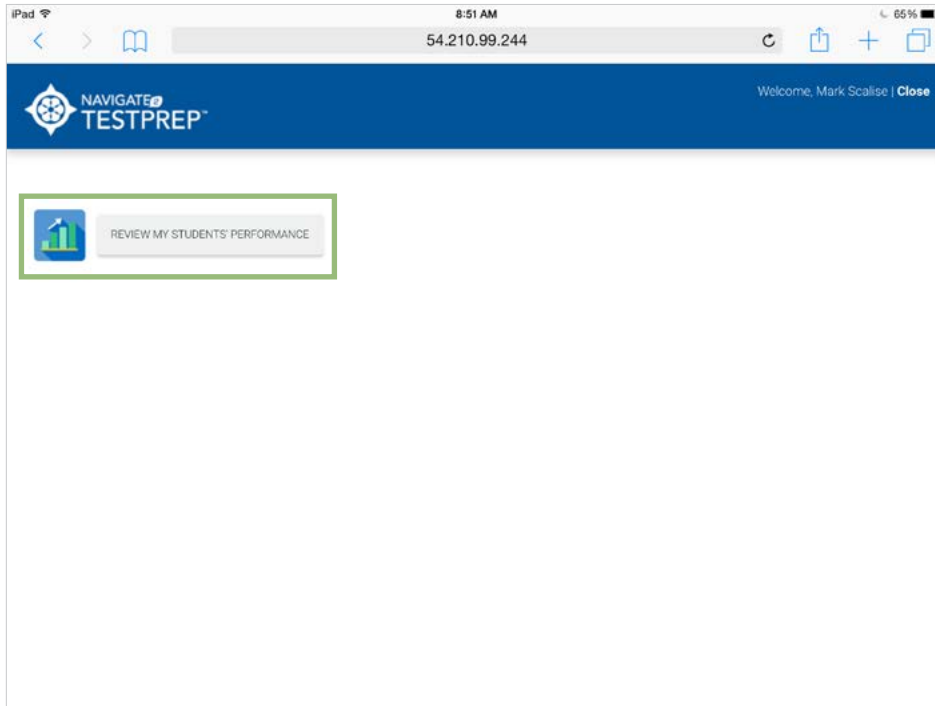 iPad 8:51 AM 65%
54.210.99.244
Welcome, Mark Scalise | Close
NAVIGATE 2
TESTPREP™
REVIEW MY STUDENTS' PERFORMANCE